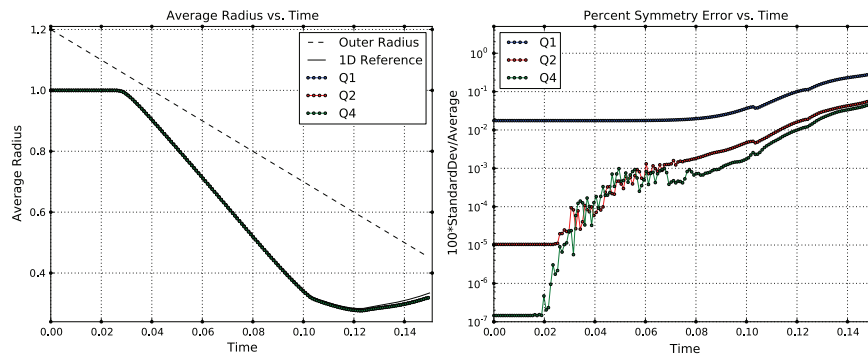 Average Radius vs. Time
1.2
1.0
0.8
0.6
0.4
Average Radius
Outer Radius
1D Reference
Q1
Q2
Q4
0.00 0.02 0.04 0.06 0.08 0.10 0.12 0.14
Time
Percent Symmetry Error vs. Time
10^0
10^-1
10^-2
10^-3
10^-4
10^-5
10^-6
10^-7
100*StandardDev/Average
Q1
Q2
Q4
0.00 0.02 0.04 0.06 0.08 0.10 0.12 0.14
Time